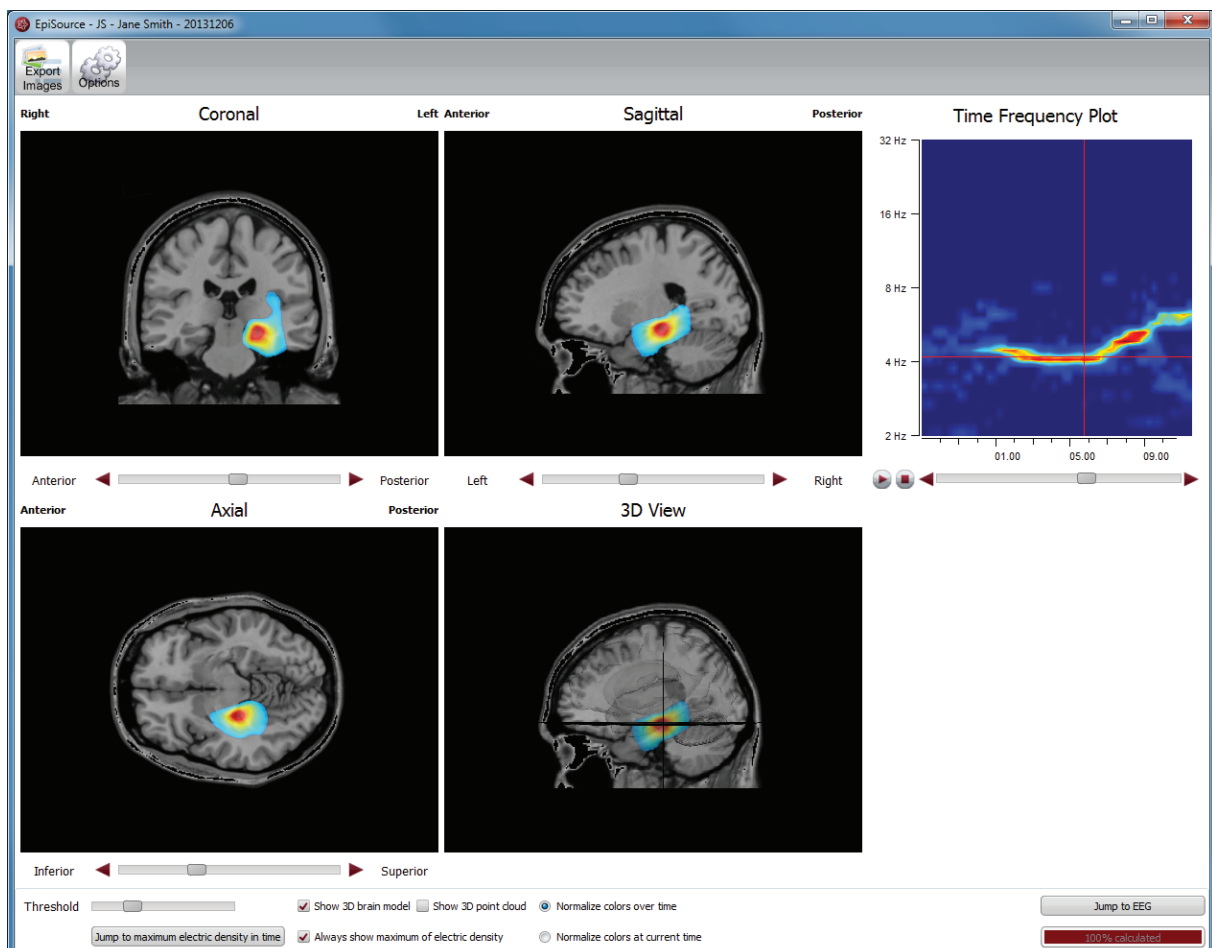 EpiSource - JS - Jane Smith - 20131206
Export
Images
Options
Right Coronal Left
Anterior Sagittal Posterior
Time Frequency Plot
32 Hz
16 Hz
8 Hz
4 Hz
2 Hz
01.00 05.00 09.00
Anterior Posterior
Left Right
Anterior Axial Posterior
3D View
Inferior Superior
Threshold
Show 3D brain model Show 3D point cloud Normalize colors over time
Jump to EEG
Jump to maximum electric density in time
Always show maximum of electric density Normalize colors at current time
100% calculated